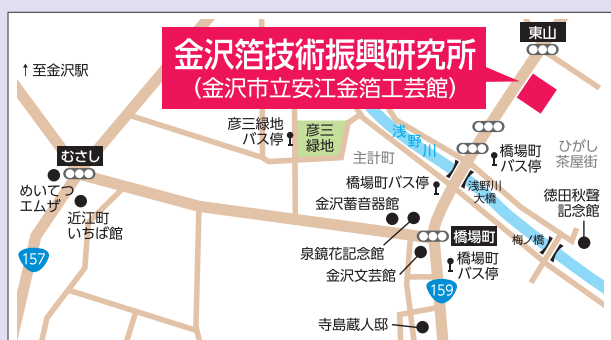 東山
金沢箔技術振興研究所
(金沢市立安江金箔工芸館)
↑至金沢駅
彦三緑地
バス停
彦三
緑地
浅野川
主計町
橋場町
バス停
ひがし
茶屋街
むさし
めいてつ
エムザ
近江町
いちば館
橋場町バス停
浅野川
大橋
徳田秋聲
記念館
金沢蓄音器館
泉鏡花記念館
橋場町
梅ノ橋
金沢文芸館
橋場町
バス停
157
159
寺島蔵人邸